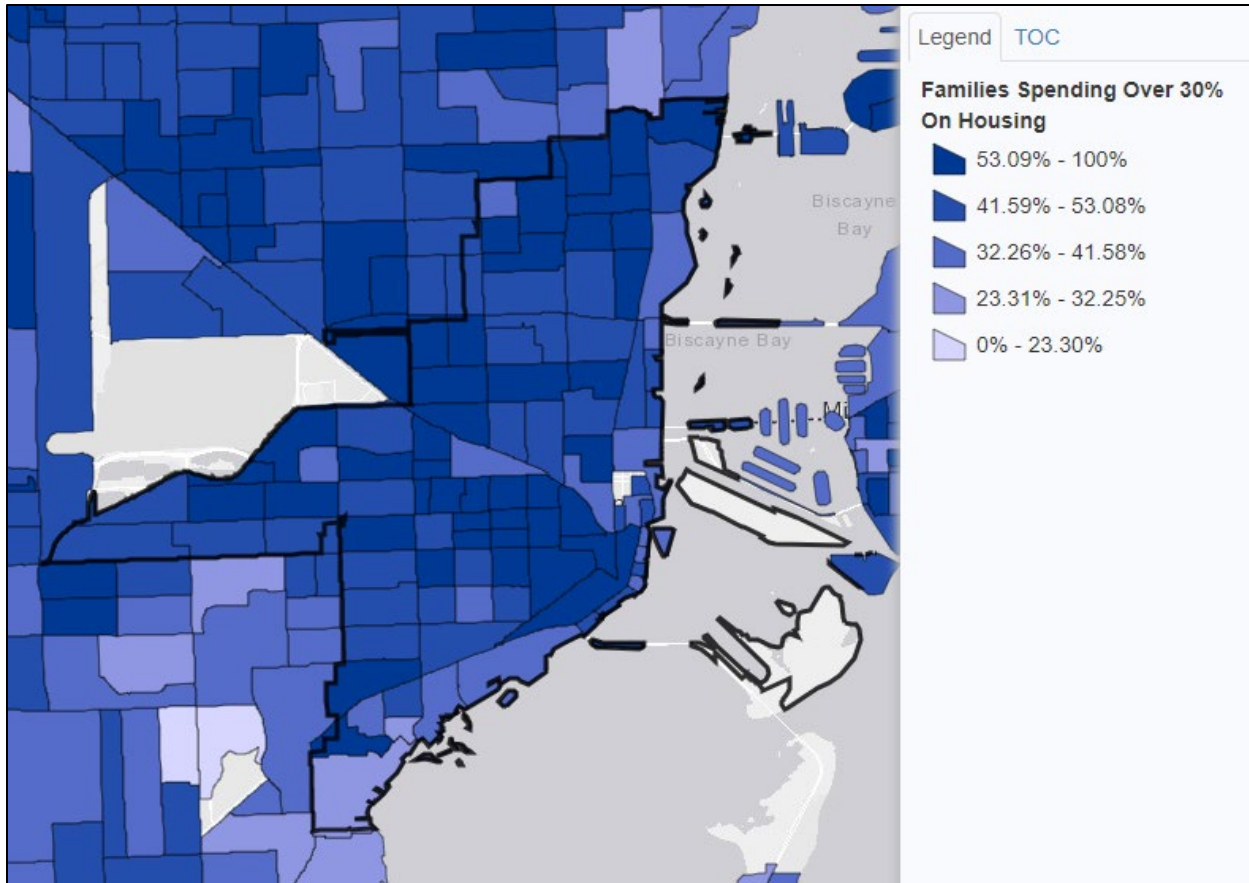 Legend TOC
Families Spending Over 30%
On Housing
53.09% - 100%
41.59% - 53.08%
32.26% - 41.58%
23.31% - 32.25%
0% - 23.30%
Biscayne
Bay
Biscayne Bay
Mi